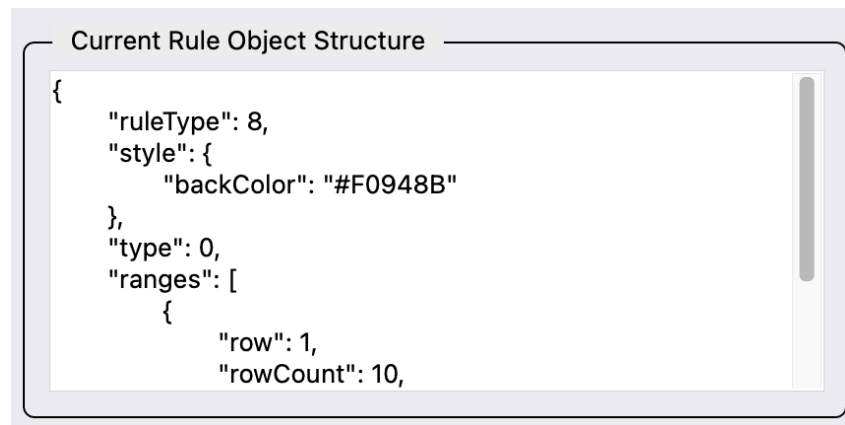 Current Rule Object Structure
{
"ruleType": 8,
"style": {
"backColor": "#F0948B"
},
"type": 0,
"ranges": [
{
"row": 1,
"rowCount": 10,